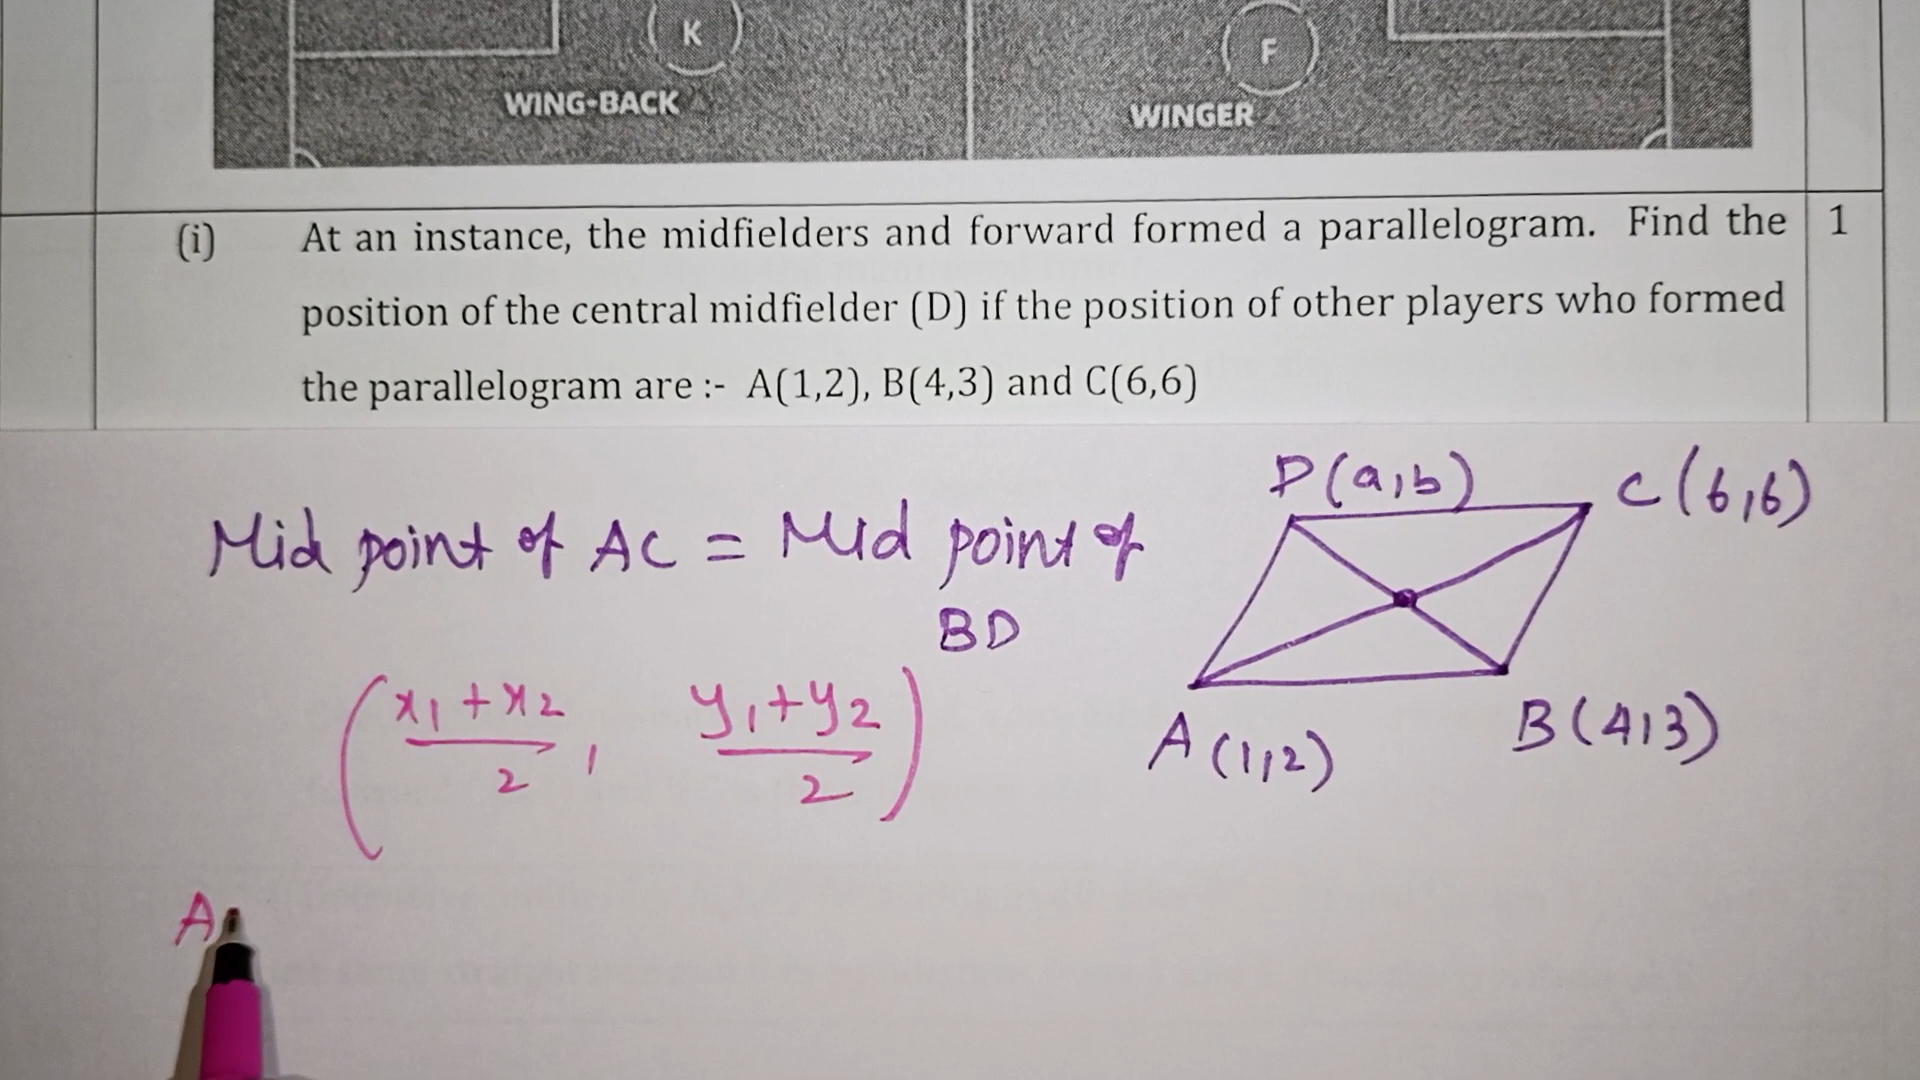 K
F
WING-BACK
WINGER
(i) At an instance, the midfielders and forward formed a parallelogram. Find the 1
position of the central midfielder (D) if the position of other players who formed
the parallelogram are :- A(1,2), B(4,3) and C(6,6)
D(a,b)
C(6,6)
Mid point of AC = Mid point of
BD
(x₁+x₂/2, y₁+y₂/2)
A(1,2)
B(4,3)
A